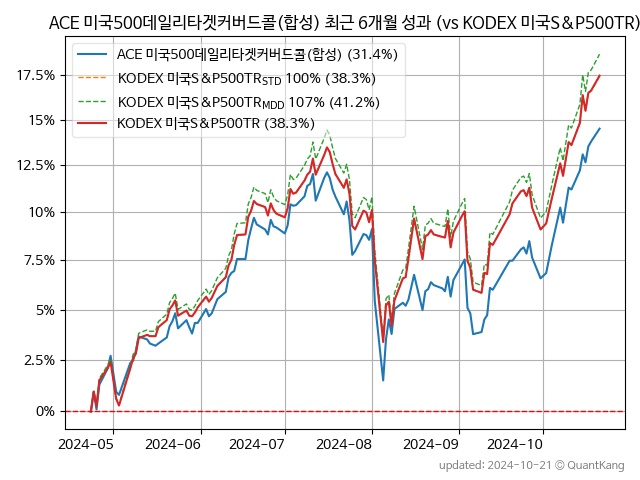 ACE 미국500데일리타겟커버드콜(합성) 최근 6개월 성과 (vs KODEX 미국S&P500TR)
ACE 미국500데일리타겟커버드콜(합성) (31.4%)
KODEX 미국S&P500TR_STD 100% (38.3%)
KODEX 미국S&P500TR_MDD 107% (41.2%)
KODEX 미국S&P500TR (38.3%)
17.5%
15%
12.5%
10%
7.5%
5%
2.5%
0%
2024-05 2024-06 2024-07 2024-08 2024-09 2024-10
updated: 2024-10-21 © QuantKang